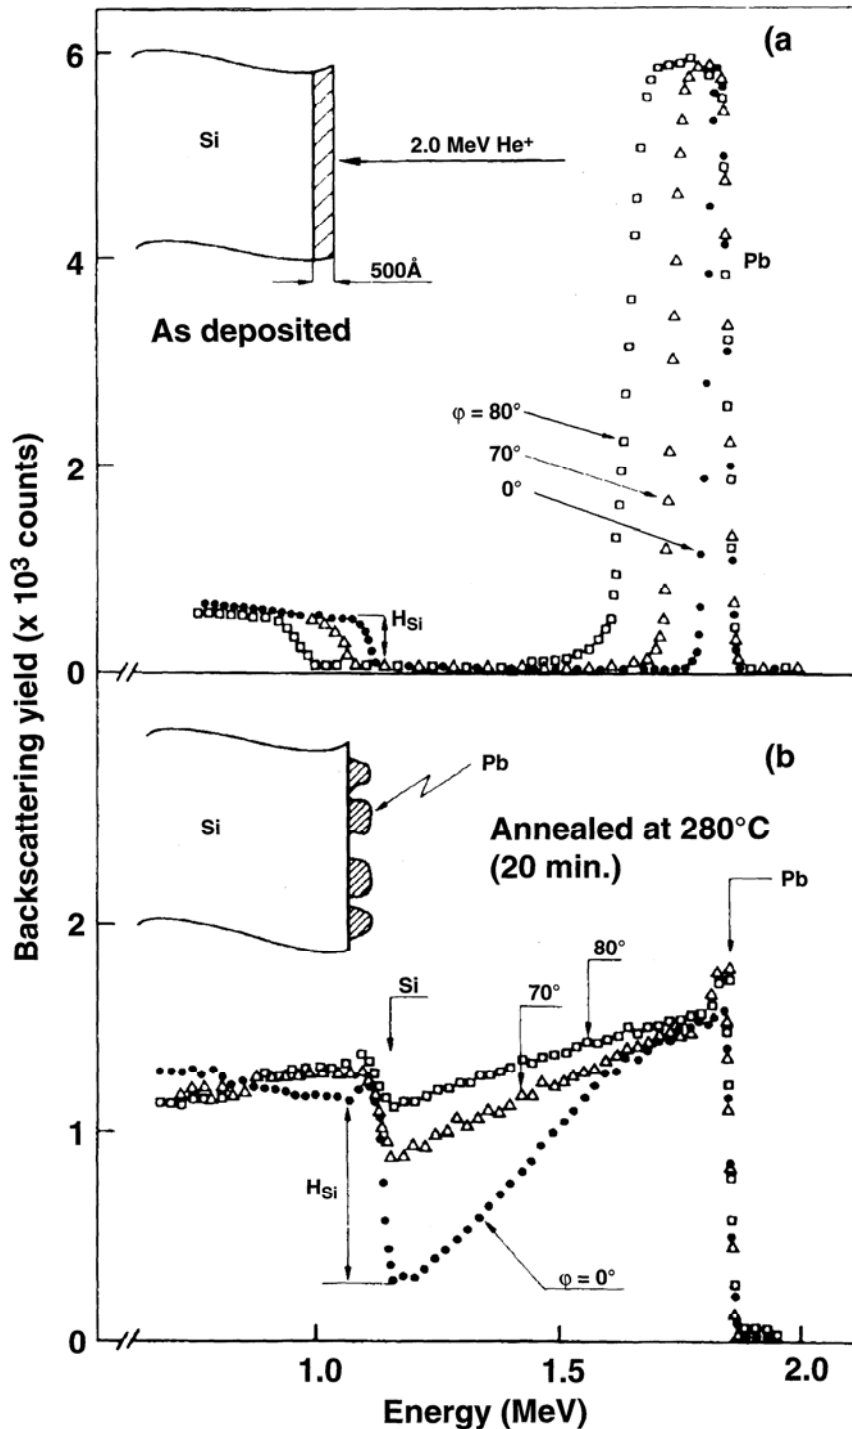 (a
6
Si
2.0 MeV He⁺
4
Pb
500Å
As deposited
φ = 80°
70°
2
0°
H_Si
0
Backscattering yield (x 10³ counts)
(b
Pb
Si
Annealed at 280°C
(20 min.)
Pb
2
80°
Si
70°
1
H_Si
φ = 0°
0
1.0
1.5
2.0
Energy (MeV)